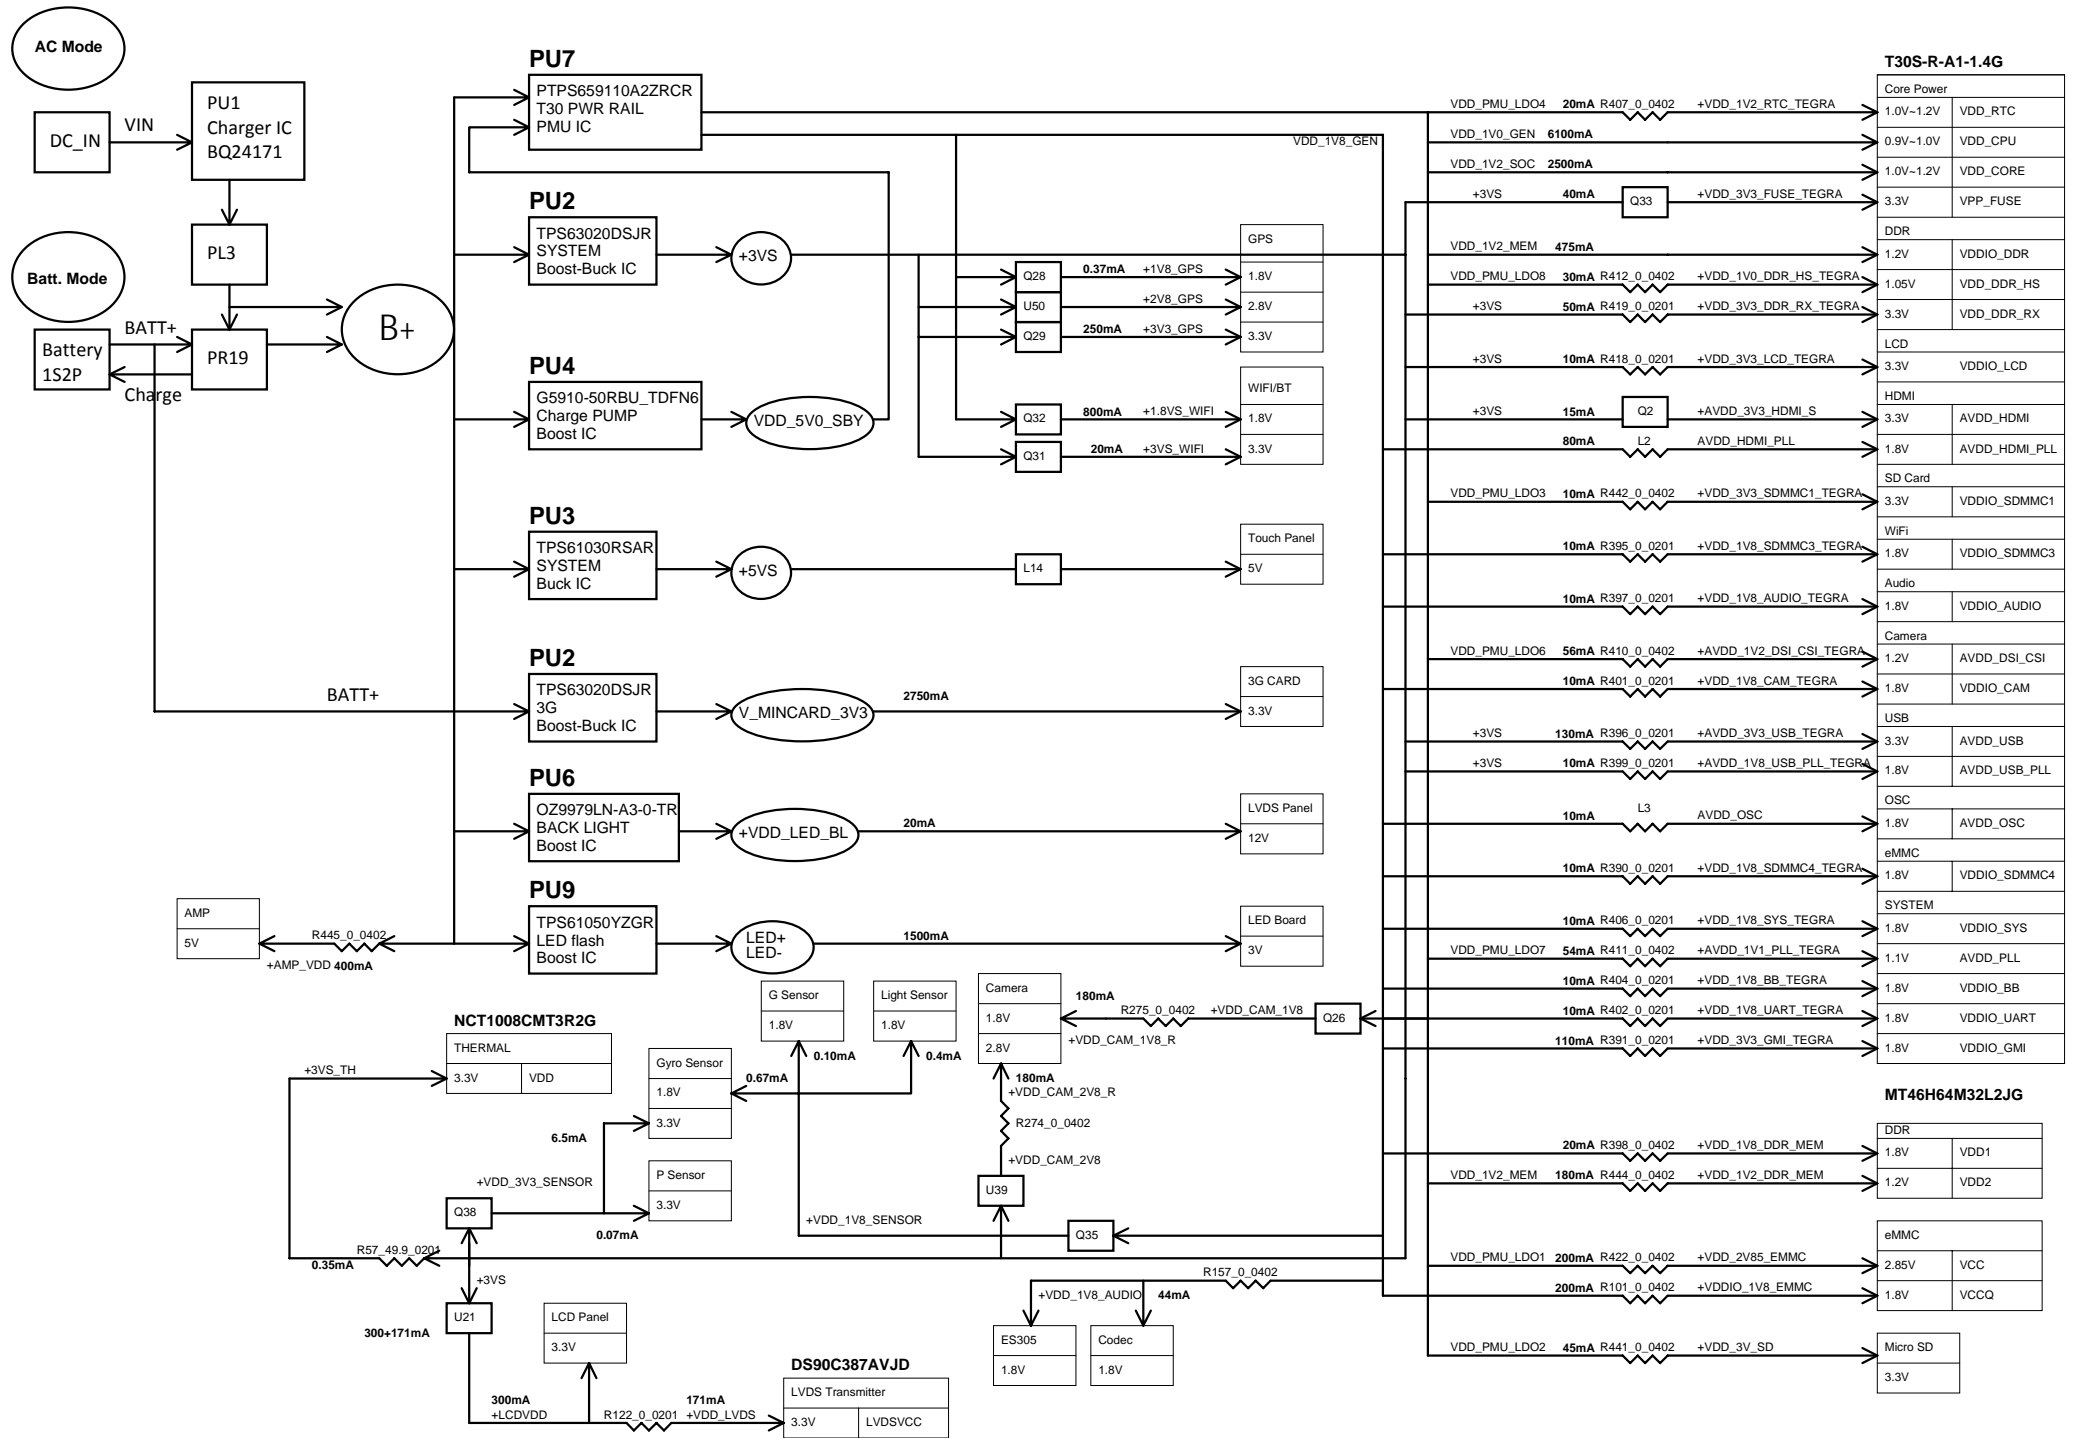 AC Mode
DC_IN
VIN
PU1
Charger IC
BQ24171
PL3
Batt. Mode
Battery
1S2P
BATT+
Charge
PR19
B+
BATT+
PU7
PTPS659110A2ZRCR
T30 PWR RAIL
PMU IC
VDD_1V8_GEN
PU2
TPS63020DSJR
SYSTEM
Boost-Buck IC
+3VS
PU4
G5910-50RBU_TDFN6
Charge PUMP
Boost IC
VDD_5V0_SBY
PU3
TPS61030RSAR
SYSTEM
Buck IC
+5VS
L14
Touch Panel
5V
PU2
TPS63020DSJR
3G
Boost-Buck IC
V_MINCARD_3V3
2750mA
3G CARD
3.3V
PU6
OZ9979LN-A3-0-TR
BACK LIGHT
Boost IC
+VDD_LED_BL
20mA
LVDS Panel
12V
PU9
TPS61050YZGR
LED flash
Boost IC
LED+
LED-
1500mA
LED Board
3V
GPS
Q28 0.37mA +1V8_GPS 1.8V
U50 +2V8_GPS 2.8V
Q29 250mA +3V3_GPS 3.3V
WIFI/BT
Q32 800mA +1.8VS_WIFI 1.8V
Q31 20mA +3VS_WIFI 3.3V
AMP
5V
R445_0_0402
+AMP_VDD 400mA
NCT1008CMT3R2G
THERMAL
3.3V VDD
+3VS_TH
Gyro Sensor
1.8V
3.3V
0.67mA
6.5mA
P Sensor
3.3V
0.07mA
+VDD_3V3_SENSOR
Q38
R57_49.9_0201
0.35mA
+3VS
U21
300+171mA
300mA
+LCDVDD
LCD Panel
3.3V
R122_0_0201
171mA
+VDD_LVDS
DS90C387AVJD
LVDS Transmitter
3.3V LVDSVCC
G Sensor
1.8V
0.10mA
Light Sensor
1.8V
0.4mA
Camera
1.8V
2.8V
180mA
R275_0_0402
+VDD_CAM_1V8
+VDD_CAM_1V8_R
Q26
180mA
+VDD_CAM_2V8_R
R274_0_0402
+VDD_CAM_2V8
U39
+VDD_1V8_SENSOR
Q35
R157_0_0402
+VDD_1V8_AUDIO
44mA
ES305
1.8V
Codec
1.8V
T30S-R-A1-1.4G
Core Power
VDD_PMU_LDO4 20mA R407_0_0402 +VDD_1V2_RTC_TEGRA 1.0V~1.2V VDD_RTC
VDD_1V0_GEN 6100mA 0.9V~1.0V VDD_CPU
VDD_1V2_SOC 2500mA 1.0V~1.2V VDD_CORE
+3VS 40mA Q33 +VDD_3V3_FUSE_TEGRA 3.3V VPP_FUSE
DDR
VDD_1V2_MEM 475mA 1.2V VDDIO_DDR
VDD_PMU_LDO8 30mA R412_0_0402 +VDD_1V0_DDR_HS_TEGRA 1.05V VDD_DDR_HS
+3VS 50mA R419_0_0201 +VDD_3V3_DDR_RX_TEGRA 3.3V VDD_DDR_RX
LCD
+3VS 10mA R418_0_0201 +VDD_3V3_LCD_TEGRA 3.3V VDDIO_LCD
HDMI
+3VS 15mA Q2 +AVDD_3V3_HDMI_S 3.3V AVDD_HDMI
80mA L2 AVDD_HDMI_PLL 1.8V AVDD_HDMI_PLL
SD Card
VDD_PMU_LDO3 10mA R442_0_0402 +VDD_3V3_SDMMC1_TEGRA 3.3V VDDIO_SDMMC1
WiFi
10mA R395_0_0201 +VDD_1V8_SDMMC3_TEGRA 1.8V VDDIO_SDMMC3
Audio
10mA R397_0_0201 +VDD_1V8_AUDIO_TEGRA 1.8V VDDIO_AUDIO
Camera
VDD_PMU_LDO6 56mA R410_0_0402 +AVDD_1V2_DSI_CSI_TEGRA 1.2V AVDD_DSI_CSI
10mA R401_0_0201 +VDD_1V8_CAM_TEGRA 1.8V VDDIO_CAM
USB
+3VS 130mA R396_0_0201 +AVDD_3V3_USB_TEGRA 3.3V AVDD_USB
+3VS 10mA R399_0_0201 +AVDD_1V8_USB_PLL_TEGRA 1.8V AVDD_USB_PLL
OSC
10mA L3 AVDD_OSC 1.8V AVDD_OSC
eMMC
10mA R390_0_0201 +VDD_1V8_SDMMC4_TEGRA 1.8V VDDIO_SDMMC4
SYSTEM
10mA R406_0_0201 +VDD_1V8_SYS_TEGRA 1.8V VDDIO_SYS
VDD_PMU_LDO7 54mA R411_0_0402 +AVDD_1V1_PLL_TEGRA 1.1V AVDD_PLL
10mA R404_0_0201 +VDD_1V8_BB_TEGRA 1.8V VDDIO_BB
10mA R402_0_0201 +VDD_1V8_UART_TEGRA 1.8V VDDIO_UART
110mA R391_0_0201 +VDD_3V3_GMI_TEGRA 1.8V VDDIO_GMI
MT46H64M32L2JG
DDR
20mA R398_0_0402 +VDD_1V8_DDR_MEM 1.8V VDD1
VDD_1V2_MEM 180mA R444_0_0402 +VDD_1V2_DDR_MEM 1.2V VDD2
eMMC
VDD_PMU_LDO1 200mA R422_0_0402 +VDD_2V85_EMMC 2.85V VCC
200mA R101_0_0402 +VDDIO_1V8_EMMC 1.8V VCCQ
VDD_PMU_LDO2 45mA R441_0_0402 +VDD_3V_SD Micro SD
3.3V